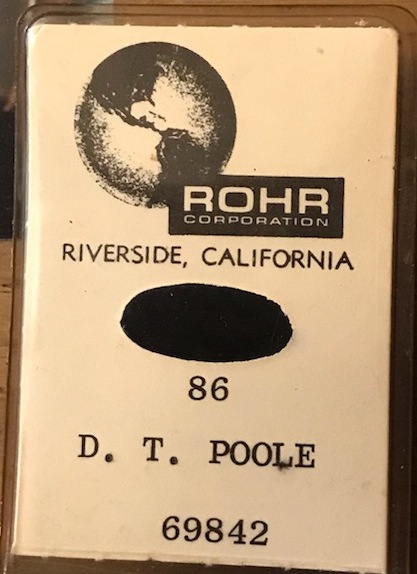 ROHR
CORPORATION
RIVERSIDE, CALIFORNIA
86
D. T. POOLE
69842